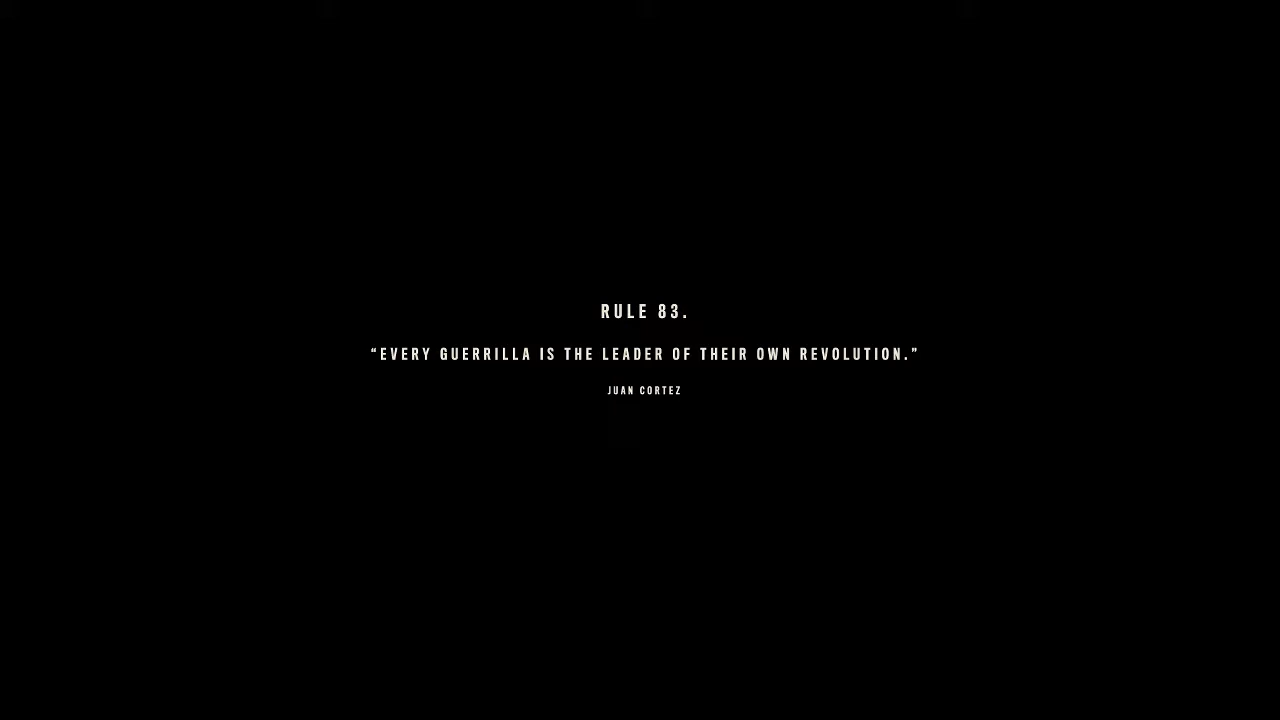 RULE 83.
“EVERY GUERRILLA IS THE LEADER OF THEIR OWN REVOLUTION.”
JUAN CORTEZ